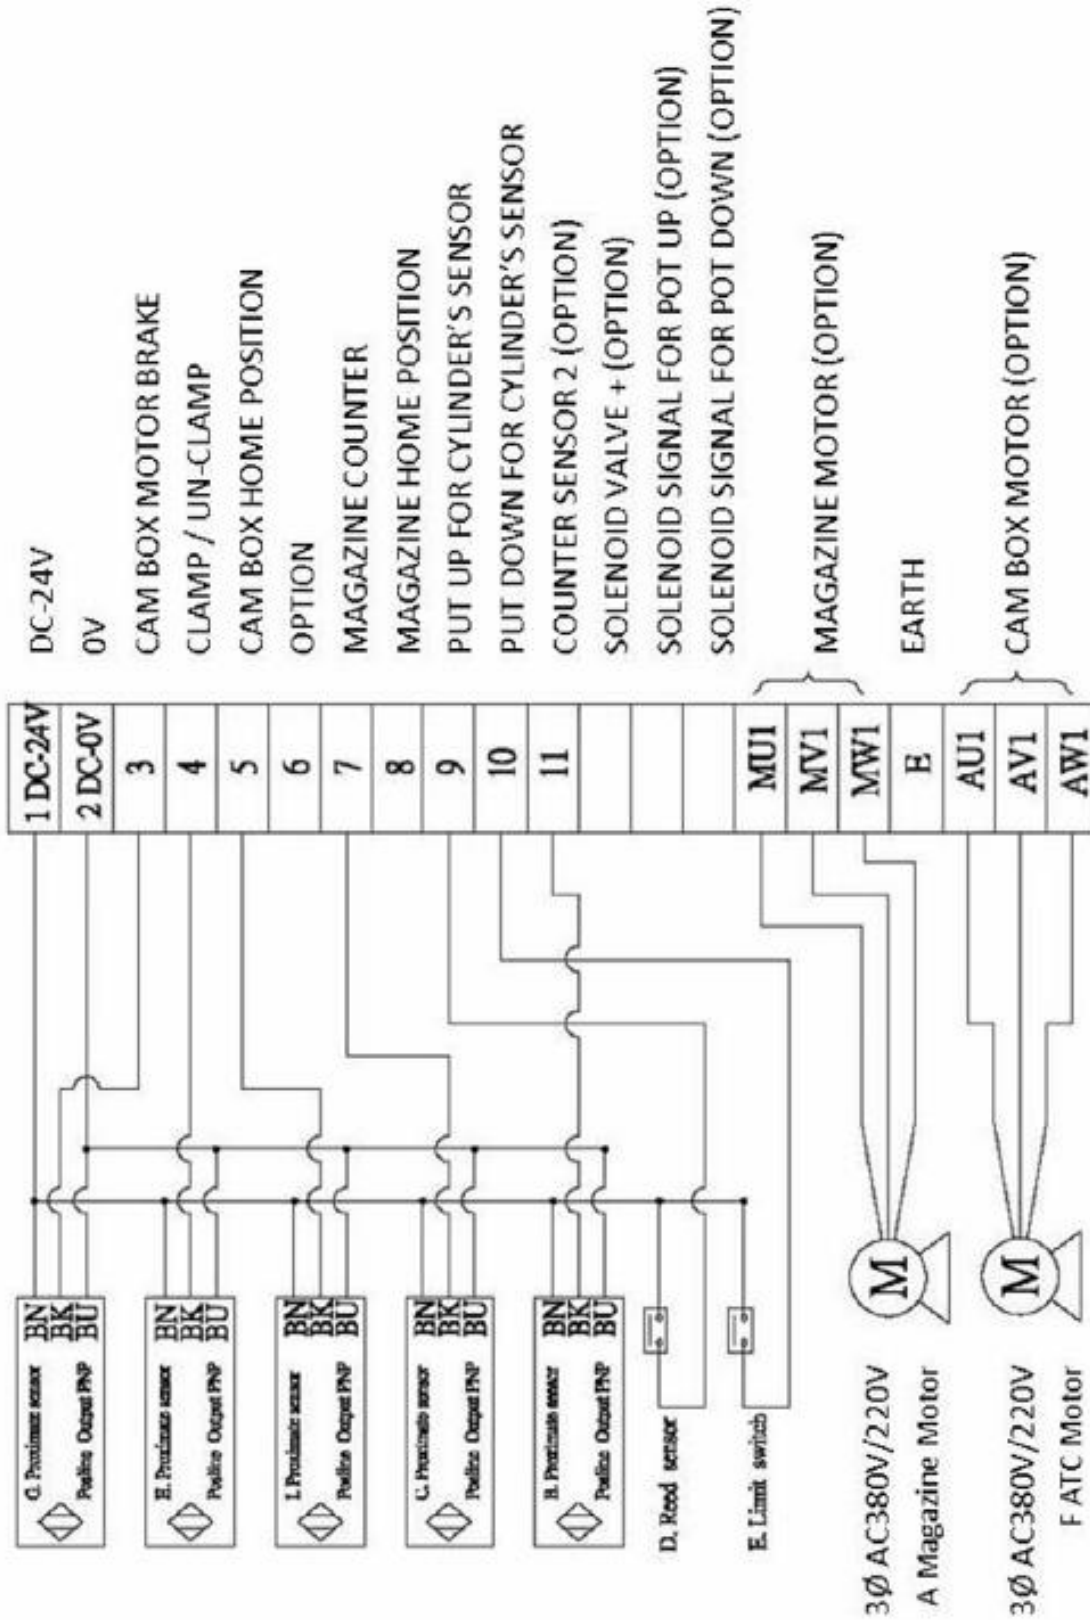 DC-24V
0V
CAM BOX MOTOR BRAKE
CLAMP / UN-CLAMP
CAM BOX HOME POSITION
OPTION
MAGAZINE COUNTER
MAGAZINE HOME POSITION
PUT UP FOR CYLINDER'S SENSOR
PUT DOWN FOR CYLINDER'S SENSOR
COUNTER SENSOR 2 (OPTION)
SOLENOID VALVE + (OPTION)
SOLENOID SIGNAL FOR POT UP (OPTION)
SOLENOID SIGNAL FOR POT DOWN (OPTION)
MAGAZINE MOTOR (OPTION)
EARTH
CAM BOX MOTOR (OPTION)
1 DC-24V
2 DC-0V
3
4
5
6
7
8
9
10
11
MU1
MV1
MW1
E
AU1
AV1
AW1
G. Proximate sensor
Positive Output PNP
BN
BK
BU
Proximate sensor
Positive Output PNP
BN
BK
BU
I. Proximate sensor
Positive Output PNP
BN
BK
BU
C. Proximate sensor
Positive Output PNP
BN
BK
BU
B. Proximate sensor
Positive Output PNP
BN
BK
BU
D. Reed sensor
E. Limit switch
M
3Ø AC380V/220V
A Magazine Motor
M
3Ø AC380V/220V
F ATC Motor